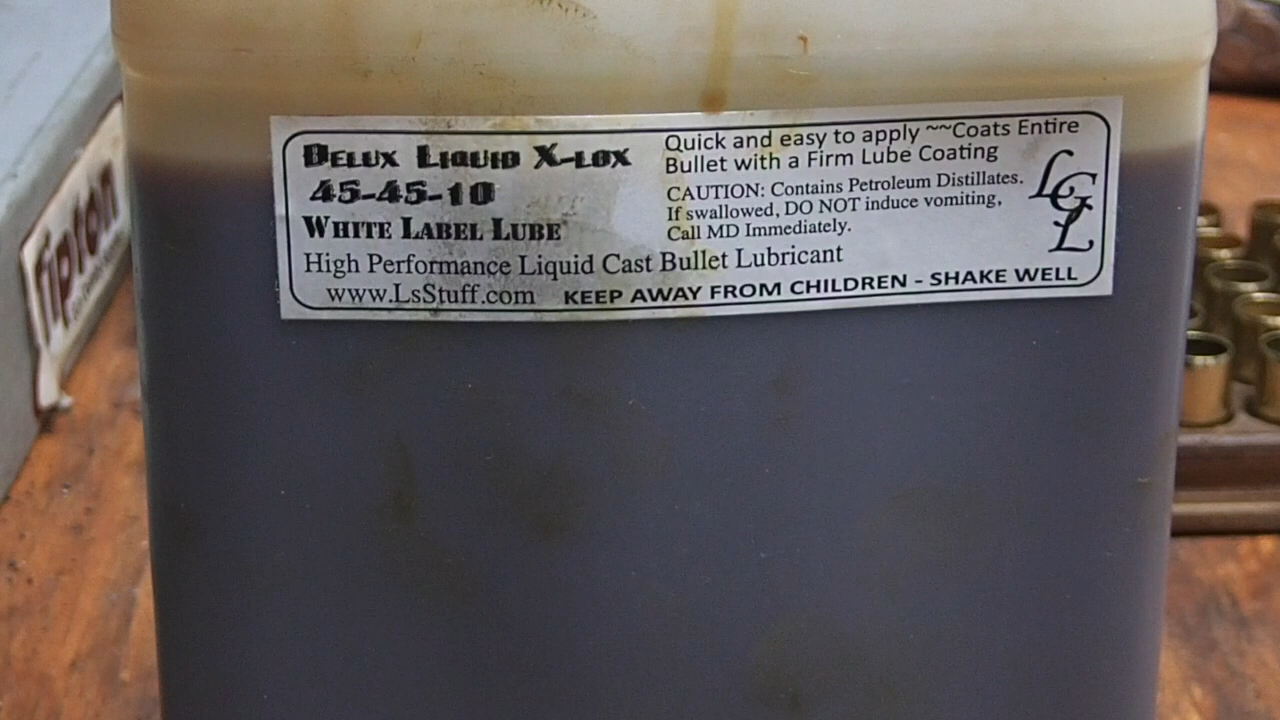 Delux Liquid X-lox
45-45-10
White Label Lube
High Performance Liquid Cast Bullet Lubricant
www.LsStuff.com
Quick and easy to apply ~~Coats Entire
Bullet with a Firm Lube Coating
CAUTION: Contains Petroleum Distillates.
If swallowed, DO NOT induce vomiting,
Call MD Immediately.
KEEP AWAY FROM CHILDREN - SHAKE WELL
LGL
Tipton